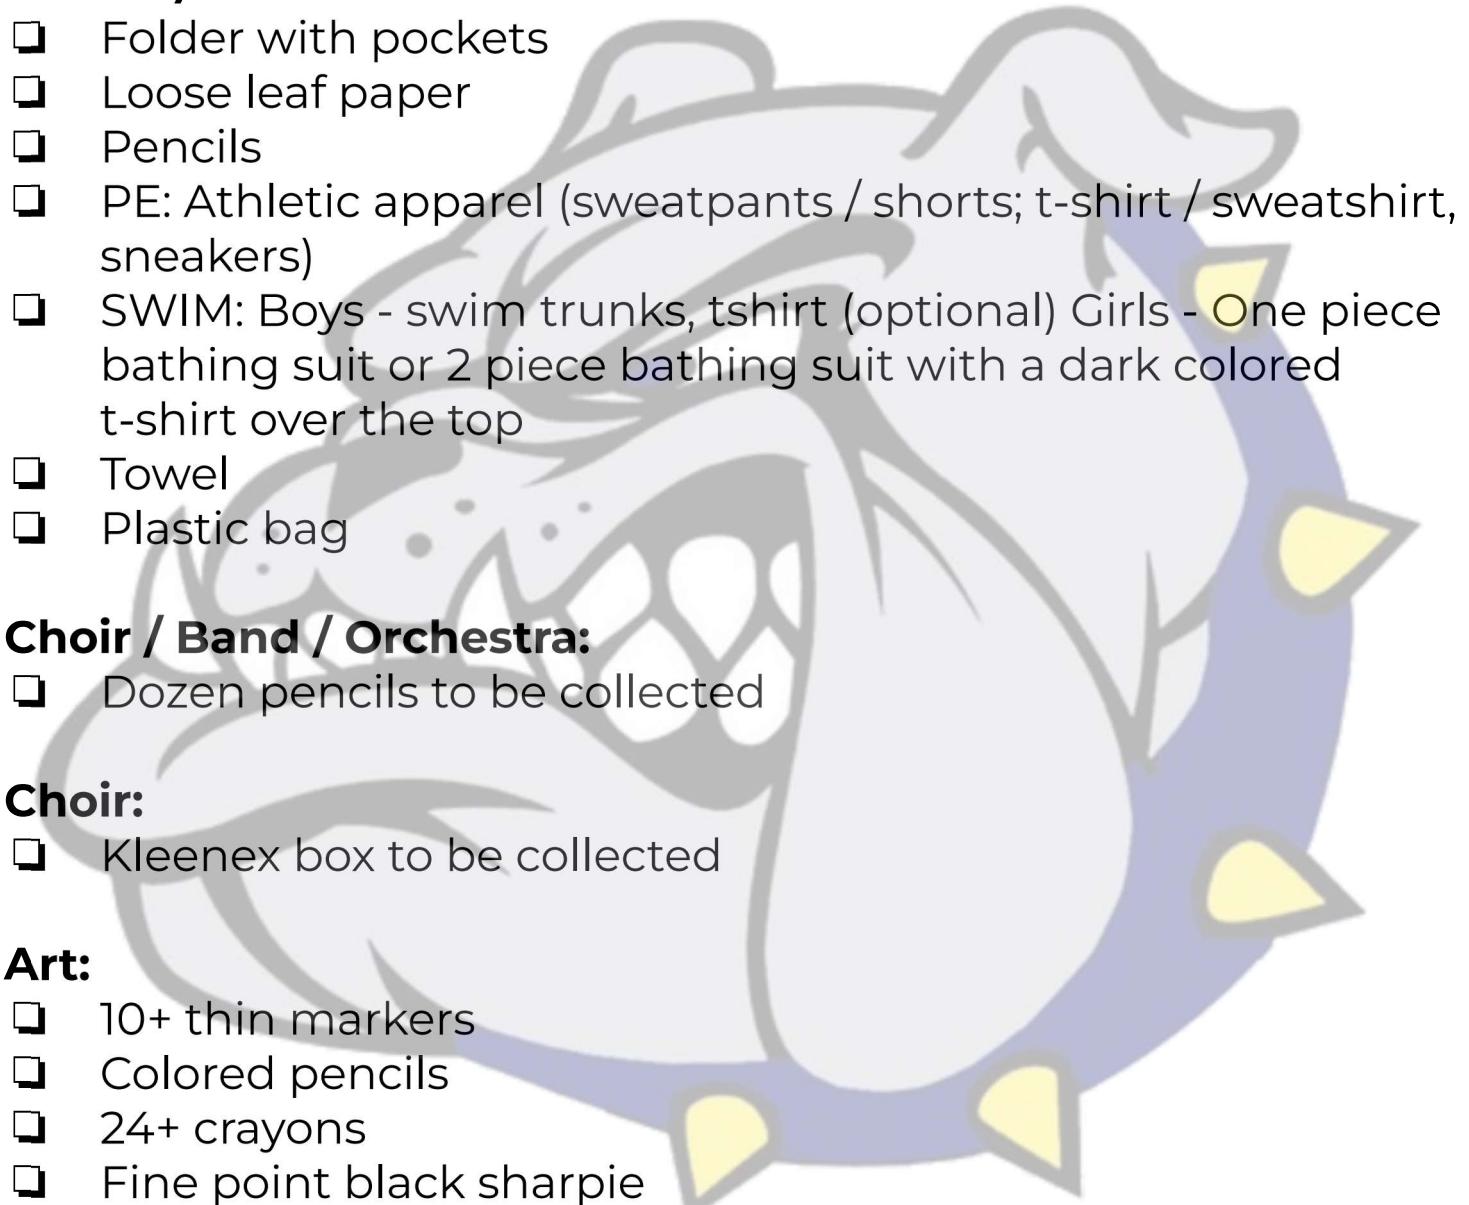 ❏ Folder with pockets
❏ Loose leaf paper
❏ Pencils
❏ PE: Athletic apparel (sweatpants / shorts; t-shirt / sweatshirt,
sneakers)
❏ SWIM: Boys - swim trunks, tshirt (optional) Girls - One piece
bathing suit or 2 piece bathing suit with a dark colored
t-shirt over the top
❏ Towel
❏ Plastic bag
Choir / Band / Orchestra:
❏ Dozen pencils to be collected
Choir:
❏ Kleenex box to be collected
Art:
❏ 10+ thin markers
❏ Colored pencils
❏ 24+ crayons
❏ Fine point black sharpie